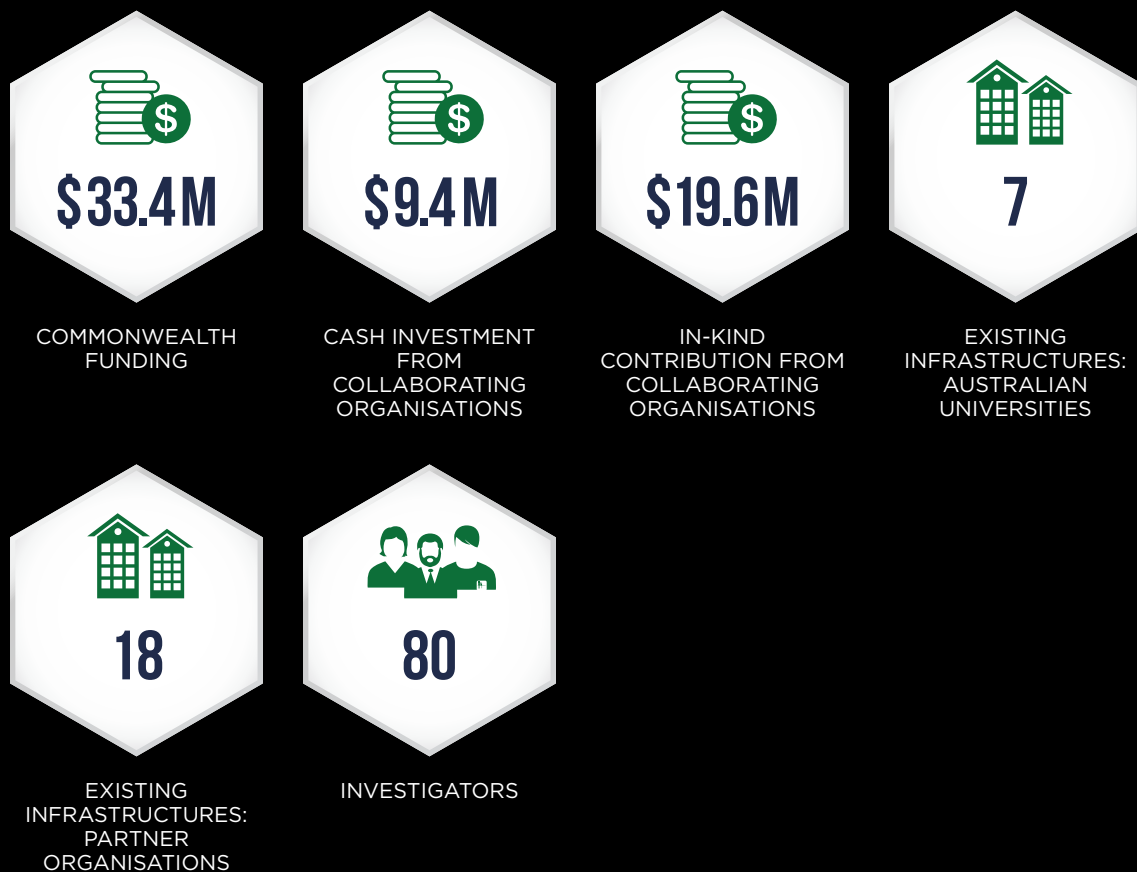 $33.4M
COMMONWEALTH
FUNDING
$9.4M
CASH INVESTMENT
FROM
COLLABORATING
ORGANISATIONS
$19.6M
IN-KIND
CONTRIBUTION FROM
COLLABORATING
ORGANISATIONS
7
EXISTING
INFRASTRUCTURES:
AUSTRALIAN
UNIVERSITIES
18
EXISTING
INFRASTRUCTURES:
PARTNER
ORGANISATIONS
80
INVESTIGATORS